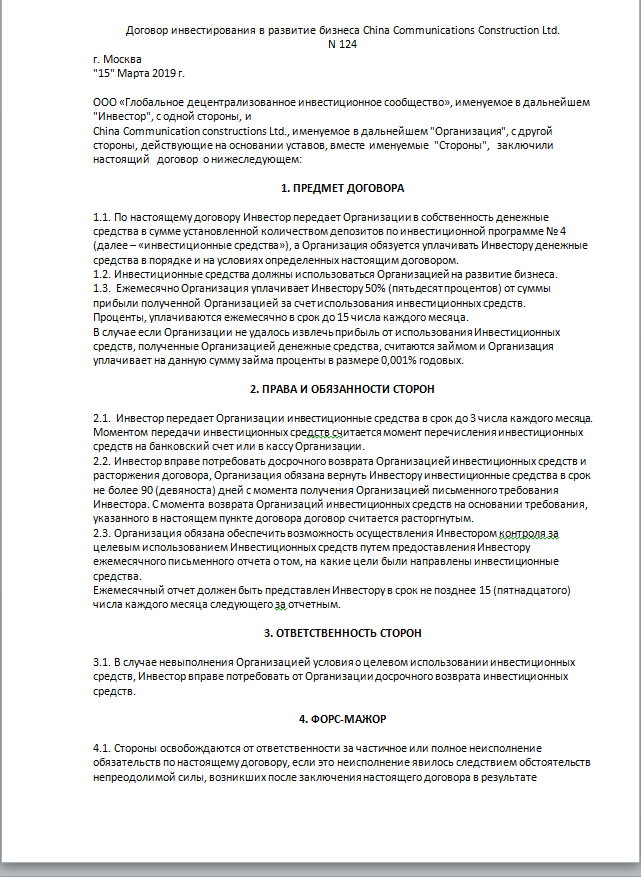 Договор инвестирования в развитие бизнеса China Communications Construction Ltd.
N 124
г. Москва
"15" Марта 2019 г.
ООО «Глобальное децентрализованное инвестиционное сообщество», именуемое в дальнейшем
"Инвестор", с одной стороны, и
China Communication constructions Ltd., именуемое в дальнейшем "Организация", с другой
стороны, действующие на основании уставов, вместе именуемые "Стороны", заключили
настоящий договор о нижеследующем:
1. ПРЕДМЕТ ДОГОВОРА
1.1. По настоящему договору Инвестор передает Организации в собственность денежные
средства в сумме установленной количеством депозитов по инвестиционной программе № 4
(далее – «инвестиционные средства»), а Организация обязуется уплачивать Инвестору денежные
средства в порядке и на условиях определенных настоящим договором.
1.2. Инвестиционные средства должны использоваться Организацией на развитие бизнеса.
1.3. Ежемесячно Организация уплачивает Инвестору 50% (пятьдесят процентов) от суммы
прибыли полученной Организацией за счет использования инвестиционных средств.
Проценты, уплачиваются ежемесячно в срок до 15 числа каждого месяца.
В случае если Организации не удалось извлечь прибыль от использования Инвестиционных
средств, полученные Организацией денежные средства, считаются займом и Организация
уплачивает на данную сумму займа проценты в размере 0,001% годовых.
2. ПРАВА И ОБЯЗАННОСТИ СТОРОН
2.1. Инвестор передает Организации инвестиционные средства в срок до 3 числа каждого месяца.
Моментом передачи инвестиционных средств считается момент перечисления инвестиционных
средств на банковский счет или в кассу Организации.
2.2. Инвестор вправе потребовать досрочного возврата Организацией инвестиционных средств и
расторжения договора, Организация обязана вернуть Инвестору инвестиционные средства в срок
не более 90 (девяноста) дней с момента получения Организацией письменного требования
Инвестора. С момента возврата Организаций инвестиционных средств на основании требования,
указанного в настоящем пункте договора договор считается расторгнутым.
2.3. Организация обязана обеспечить возможность осуществления Инвестором контроля за
целевым использованием Инвестиционных средств путем предоставления Инвестору
ежемесячного письменного отчета о том, на какие цели были направлены инвестиционные
средства.
Ежемесячный отчет должен быть представлен Инвестору в срок не позднее 15 (пятнадцатого)
числа каждого месяца следующего за отчетным.
3. ОТВЕТСТВЕННОСТЬ СТОРОН
3.1. В случае невыполнения Организацией условия о целевом использовании инвестиционных
средств, Инвестор вправе потребовать от Организации досрочного возврата инвестиционных
средств.
4. ФОРС-МАЖОР
4.1. Стороны освобождаются от ответственности за частичное или полное неисполнение
обязательств по настоящему договору, если это неисполнение явилось следствием обстоятельств
непреодолимой силы, возникших после заключения настоящего договора в результате